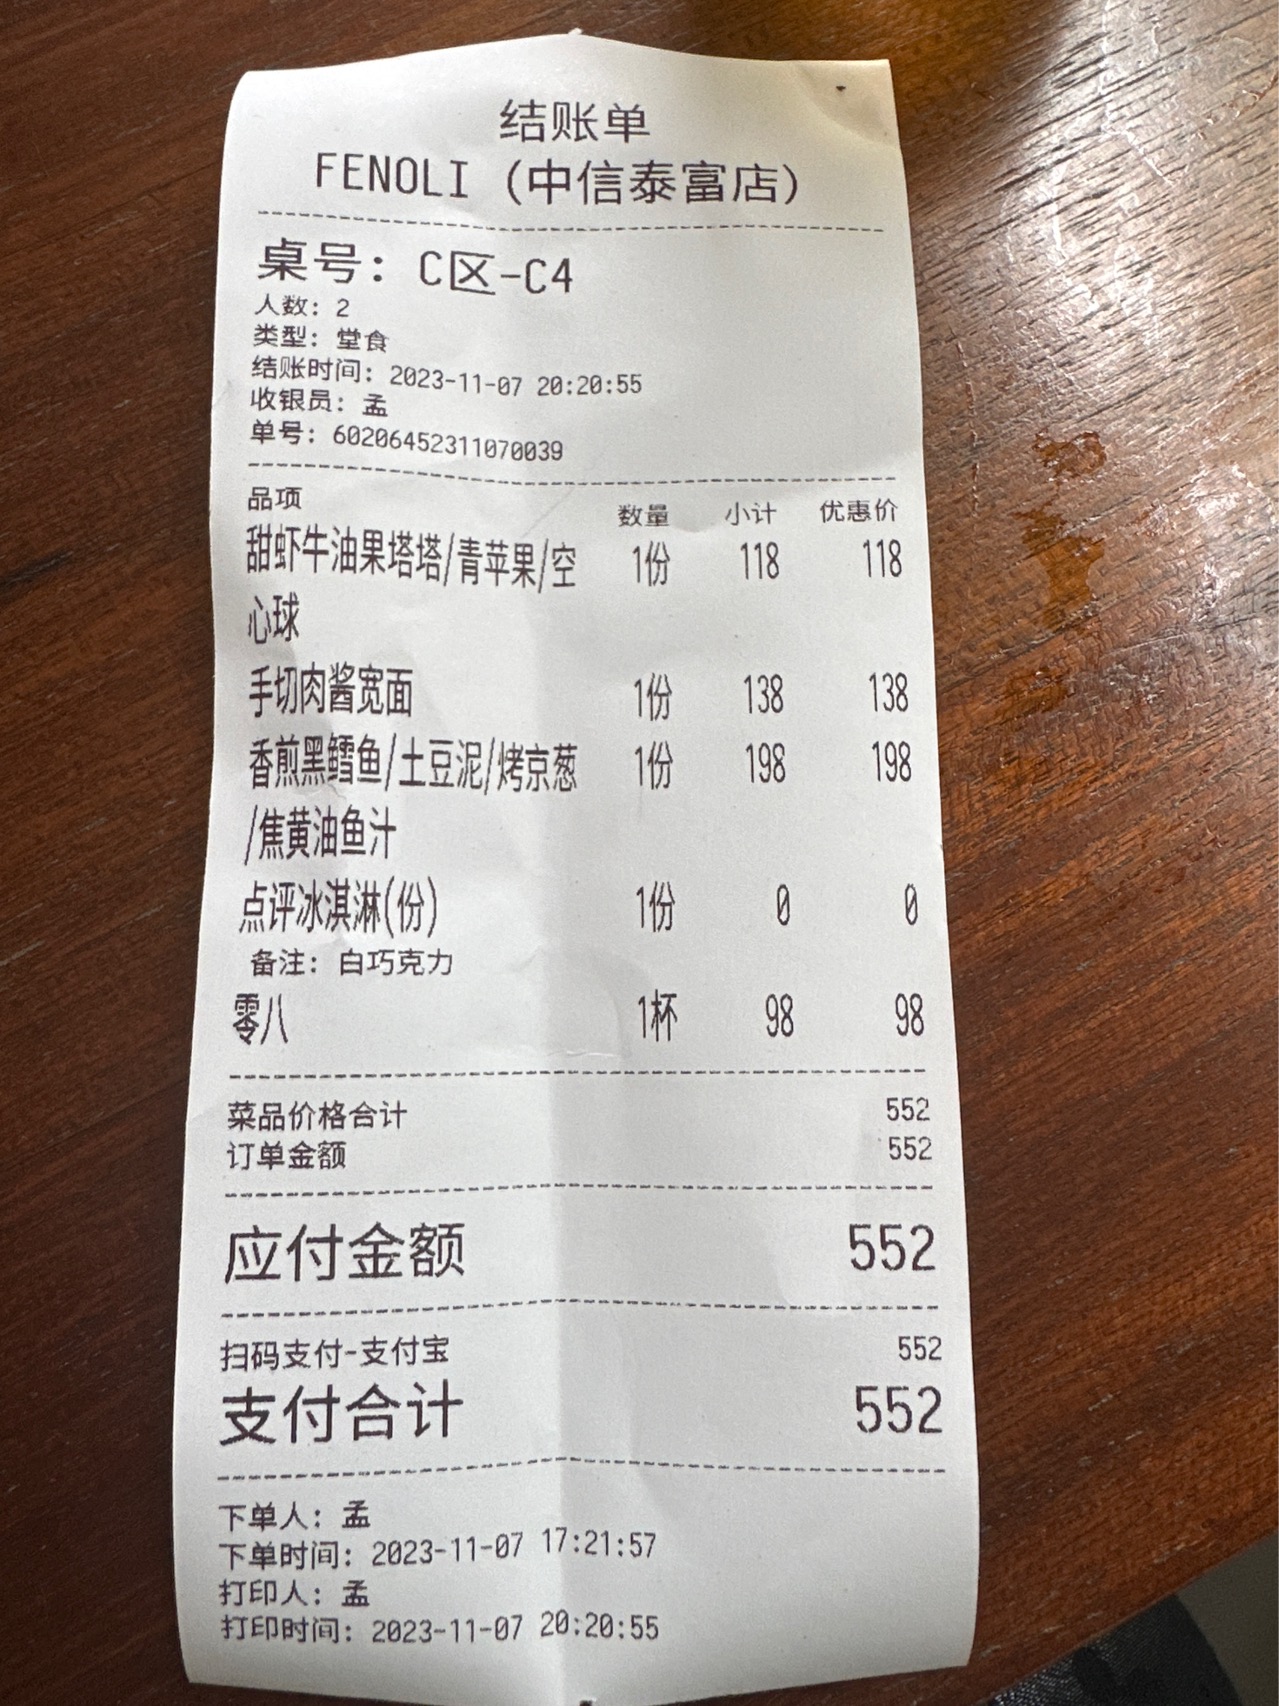 结账单
FENOLI (中信泰富店)
桌号: C区-C4
人数: 2
类型: 堂食
结账时间: 2023-11-07 20:20:55
收银员: 孟
单号: 60206452311070039
品项 数量 小计 优惠价
甜虾牛油果塔塔/青苹果/空 1份 118 118
心球
手切肉酱宽面 1份 138 138
香煎黑鳕鱼/土豆泥/烤京葱 1份 198 198
/焦黄油鱼汁
点评冰淇淋(份) 1份 0 0
备注: 白巧克力
零八 1杯 98 98
菜品价格合计 552
订单金额 552
应付金额 552
扫码支付-支付宝 552
支付合计 552
下单人: 孟
下单时间: 2023-11-07 17:21:57
打印人: 孟
打印时间: 2023-11-07 20:20:55